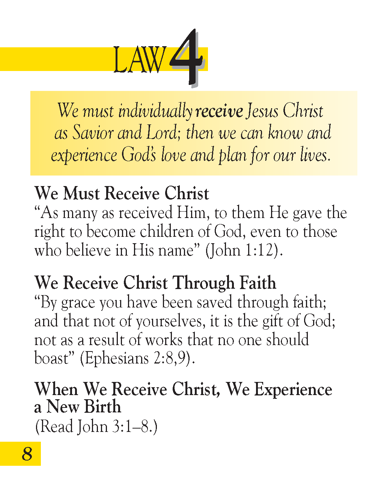 LAW 4
We must individually receive Jesus Christ
as Savior and Lord; then we can know and
experience God's love and plan for our lives.
We Must Receive Christ
“As many as received Him, to them He gave the
right to become children of God, even to those
who believe in His name” (John 1:12).
We Receive Christ Through Faith
“By grace you have been saved through faith;
and that not of yourselves, it is the gift of God;
not as a result of works that no one should
boast” (Ephesians 2:8,9).
When We Receive Christ, We Experience
a New Birth
(Read John 3:1–8.)
8